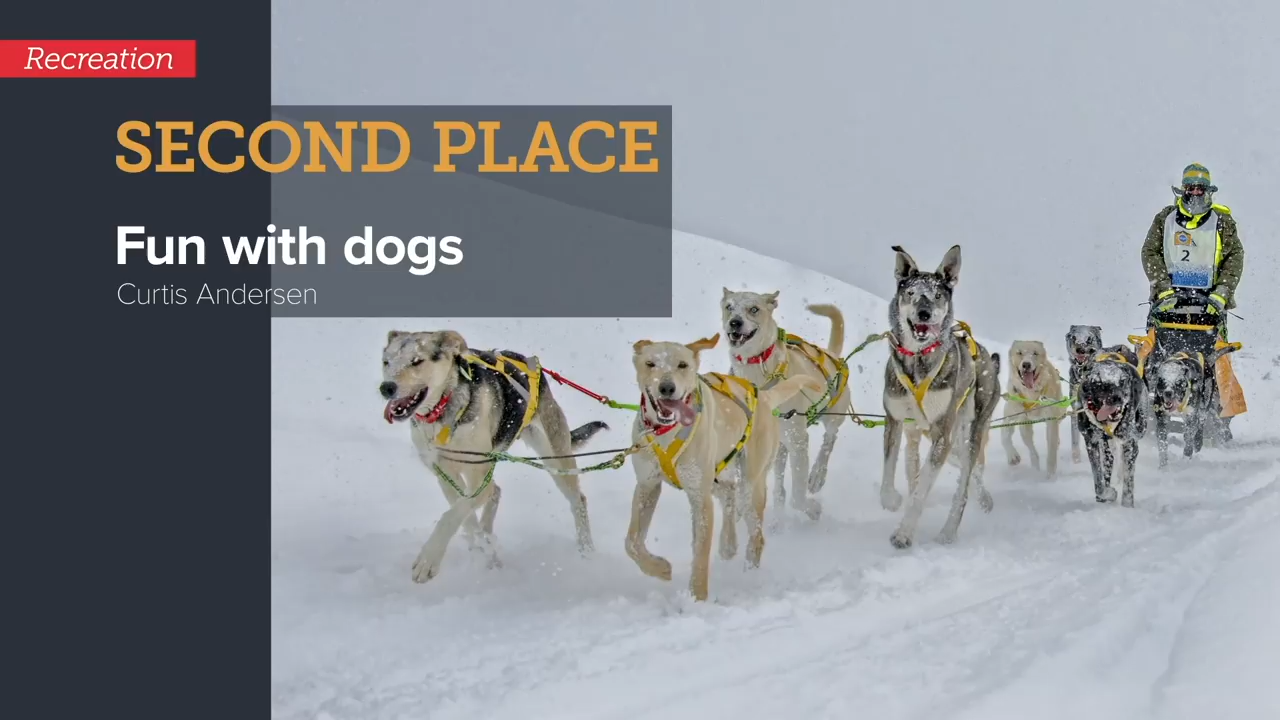 Recreation
SECOND PLACE
Fun with dogs
Curtis Andersen
2